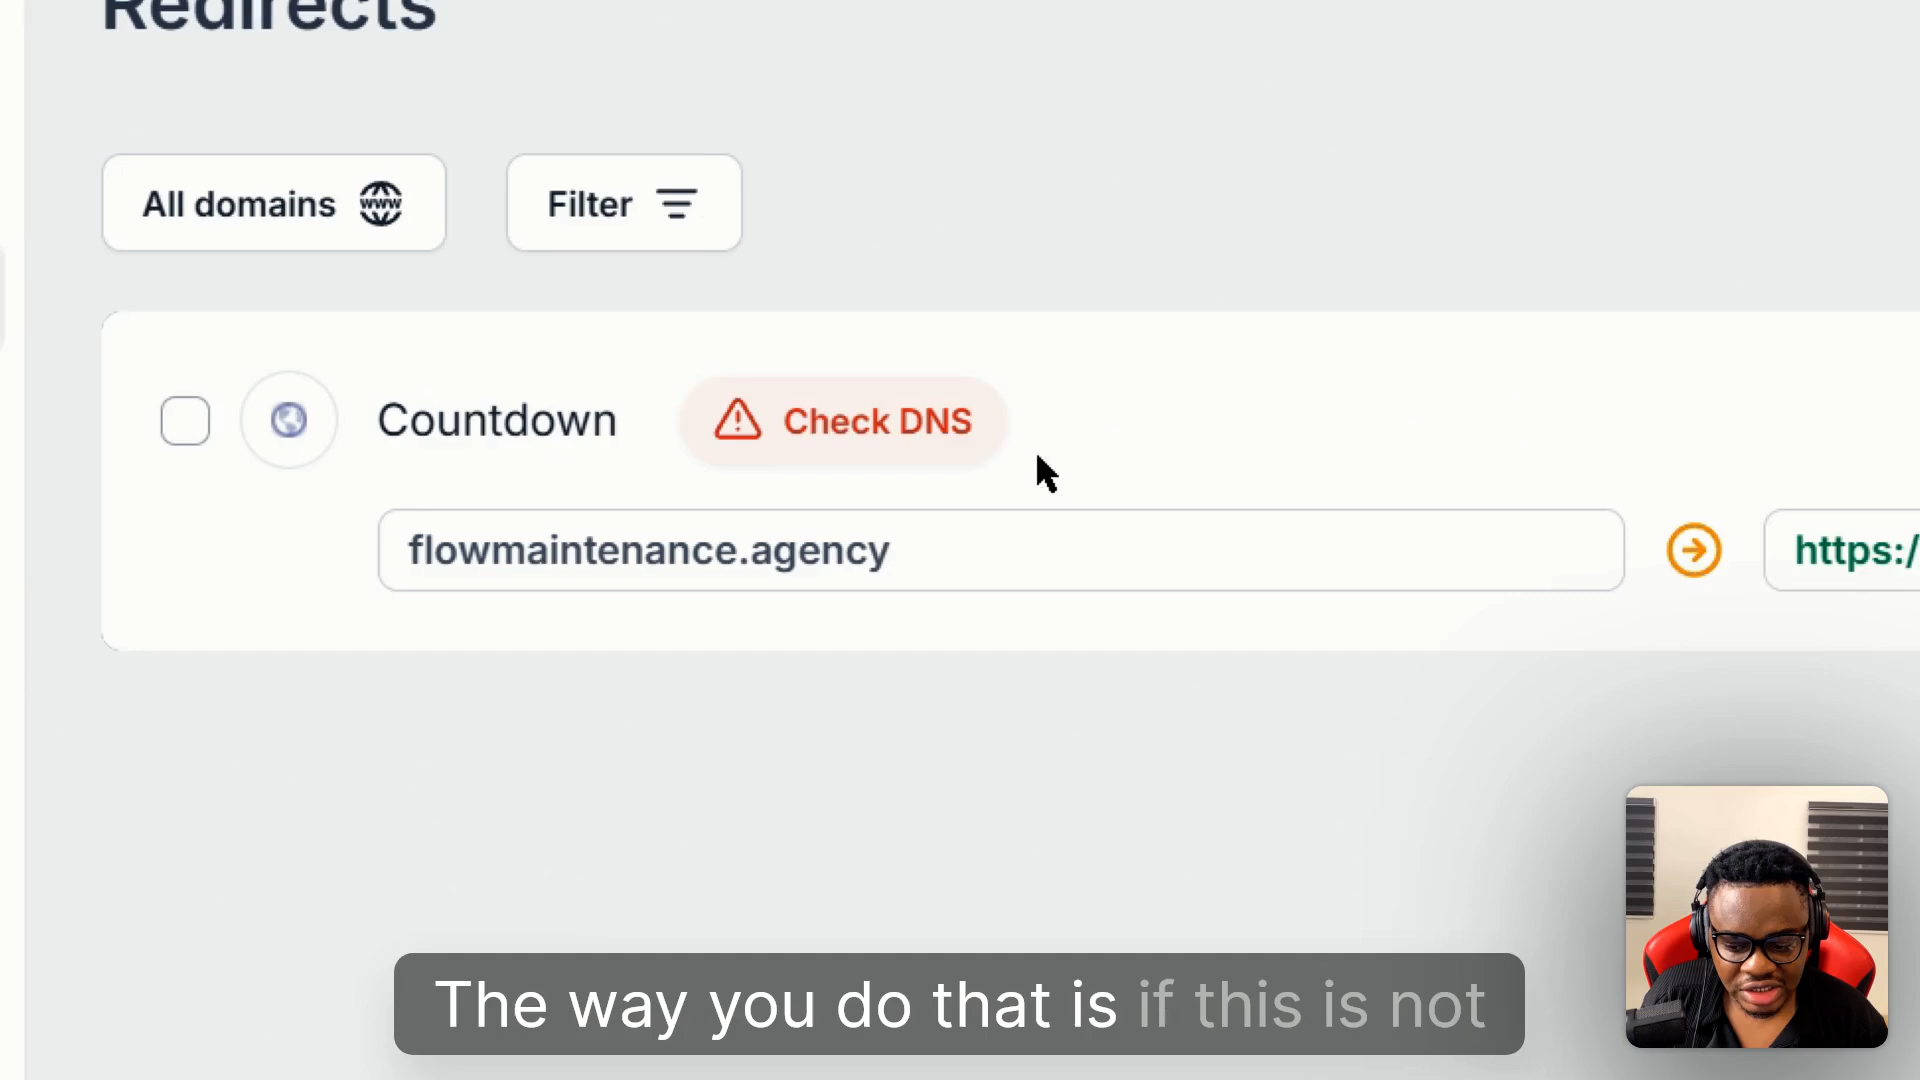 Redirects
All domains
www
Filter
Countdown
Check DNS
flowmaintenance.agency
https:/
The way you do that is if this is not